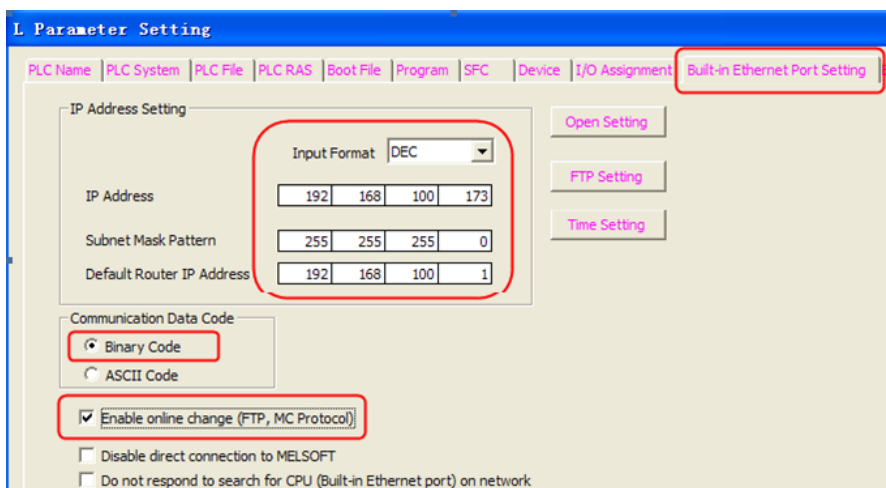 L Parameter Setting
PLC Name PLC System PLC File PLC RAS Boot File Program SFC Device I/O Assignment Built-in Ethernet Port Setting
IP Address Setting
Open Setting
Input Format DEC
FTP Setting
IP Address 192 168 100 173
Time Setting
Subnet Mask Pattern 255 255 255 0
Default Router IP Address 192 168 100 1
Communication Data Code
Binary Code
ASCII Code
Enable online change (FTP, MC Protocol)
Disable direct connection to MELSOFT
Do not respond to search for CPU (Built-in Ethernet port) on network